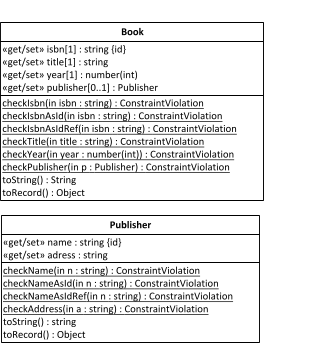 Book
«get/set» isbn[1] : string {id}
«get/set» title[1] : string
«get/set» year[1] : number(int)
«get/set» publisher[0..1] : Publisher
checkIsbn(in isbn : string) : ConstraintViolation
checkIsbnAsId(in isbn : string) : ConstraintViolation
checkIsbnAsIdRef(in isbn : string) : ConstraintViolation
checkTitle(in title : string) : ConstraintViolation
checkYear(in year : number(int)) : ConstraintViolation
checkPublisher(in p : Publisher) : ConstraintViolation
toString() : String
toRecord() : Object
Publisher
«get/set» name : string {id}
«get/set» adress : string
checkName(in n : string) : ConstraintViolation
checkNameAsId(in n : string) : ConstraintViolation
checkNameAsIdRef(in n : string) : ConstraintViolation
checkAddress(in a : string) : ConstraintViolation
toString() : string
toRecord() : Object